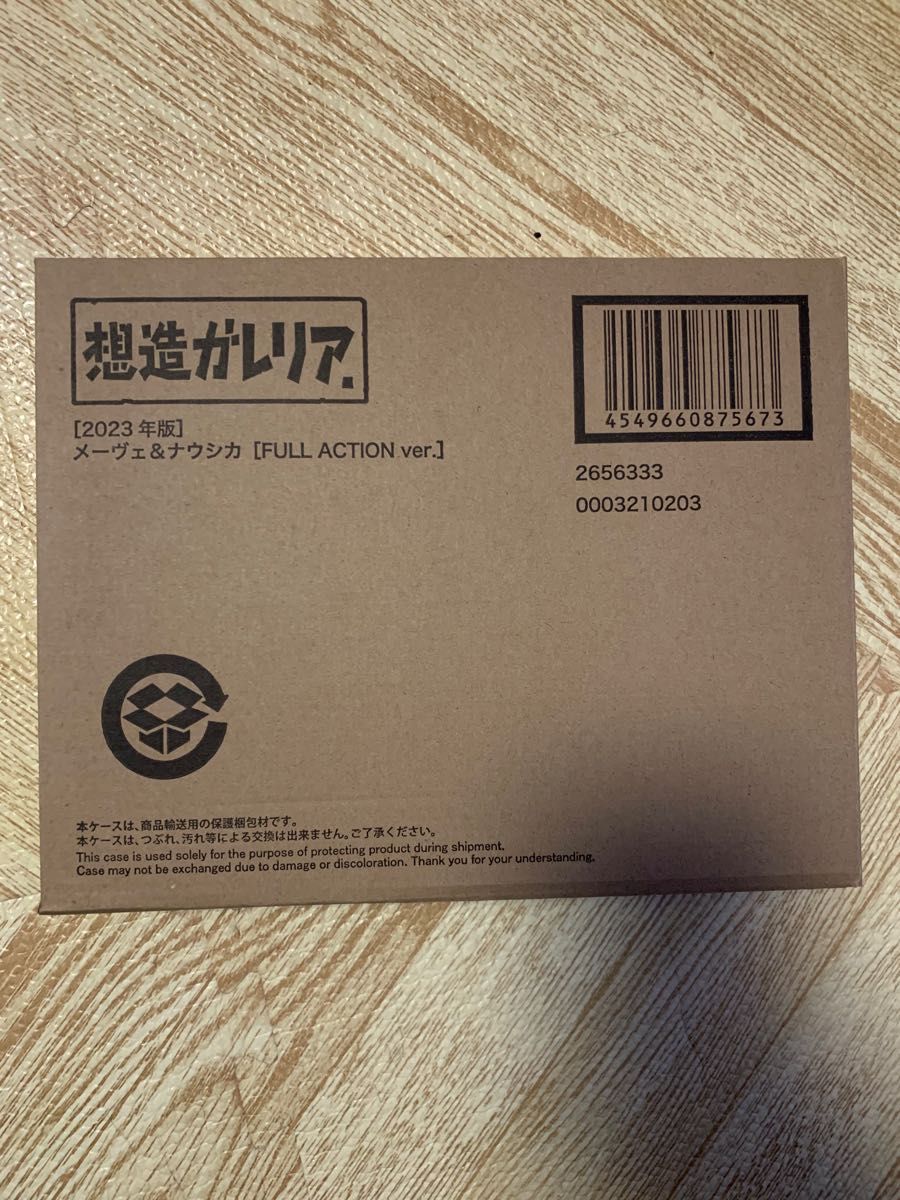 想造ガレリア.
[2023 年版]
メーヴェ&ナウシカ [FULL ACTION ver.]
4549660875673
2656333
0003210203
本ケースは、商品輸送用の保護梱包材です。
本ケースは、つぶれ、汚れ等による交換は出来ません。ご了承ください。
This case is used solely for the purpose of protecting product during shipment.
Case may not be exchanged due to damage or discoloration. Thank you for your understanding.